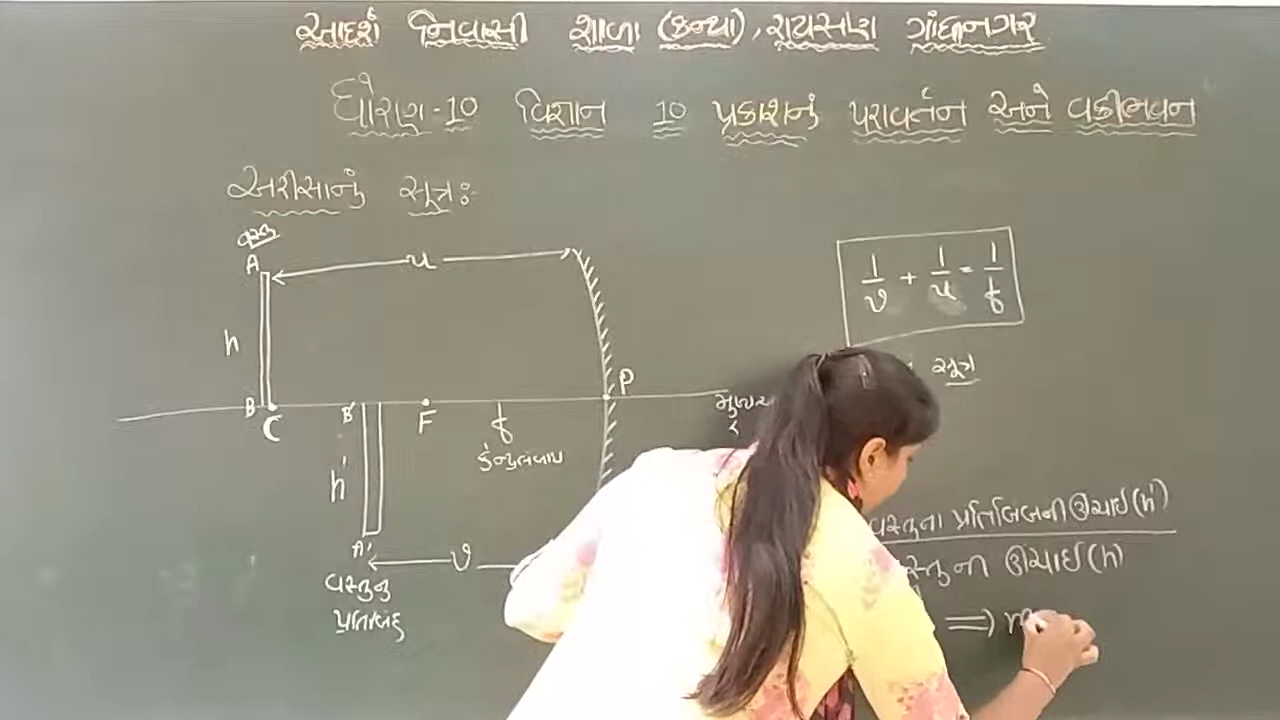 આદર્શ નિવાસી શાળા (કન્યા), રાયસણ ગાંધીનગર
ધોરણ-10 વિજ્ઞાન 10 પ્રકાશનું પરાવર્તન અને વક્રીભવન
અરીસાનું સૂત્ર:-
વસ્તુ
A
u
h
B
C
B'
F
f
P
કેન્દ્રલંબાઇ
h'
A'
v
વસ્તુનુ
પ્રતિબિંબ
1/v + 1/u = 1/f
સૂત્ર
વસ્તુના પ્રતિબિંબની ઊંચાઇ (h')
વસ્તુની ઊંચાઇ (h)
⇒ m